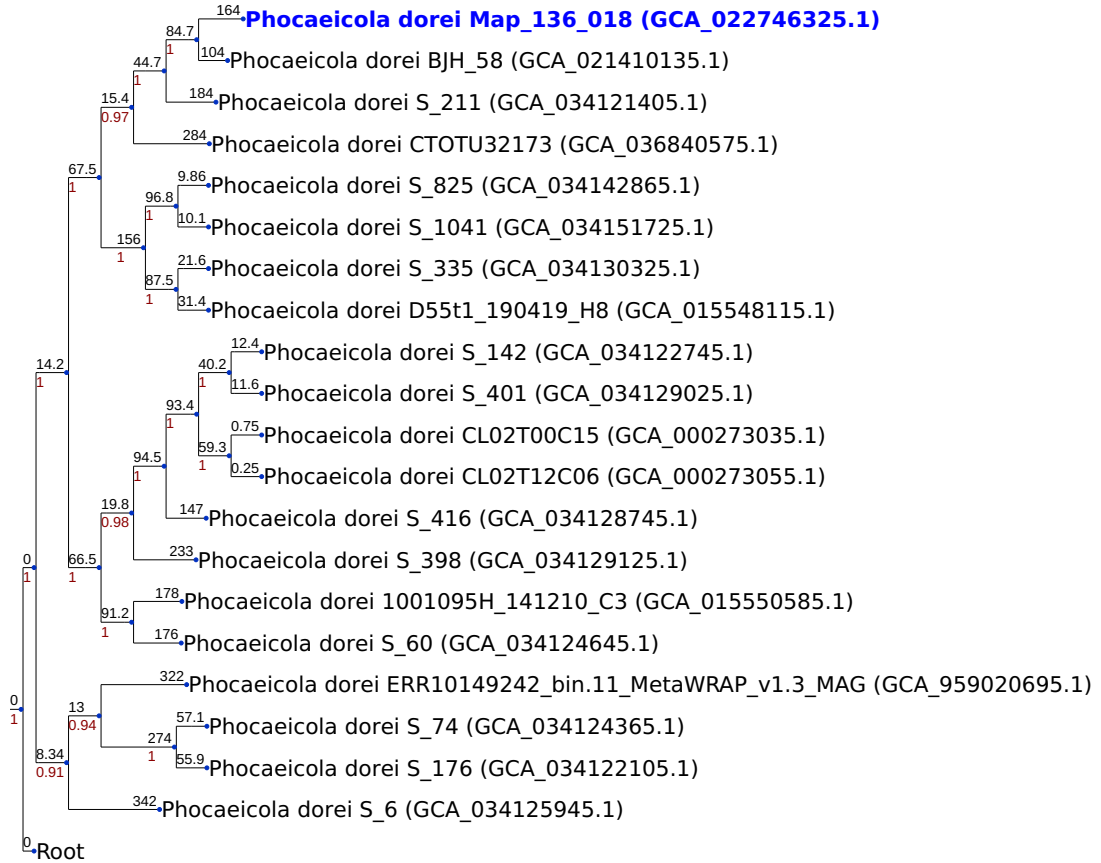 164 Phocaeicola dorei Map_136_018 (GCA_022746325.1)
84.7
1
104 Phocaeicola dorei BJH_58 (GCA_021410135.1)
44.7
1
184 Phocaeicola dorei S_211 (GCA_034121405.1)
15.4
0.97
284 Phocaeicola dorei CTOTU32173 (GCA_036840575.1)
67.5
1
9.86 Phocaeicola dorei S_825 (GCA_034142865.1)
96.8
1
10.1 Phocaeicola dorei S_1041 (GCA_034151725.1)
156
1
21.6 Phocaeicola dorei S_335 (GCA_034130325.1)
87.5
1
31.4 Phocaeicola dorei D55t1_190419_H8 (GCA_015548115.1)
14.2
1
12.4 Phocaeicola dorei S_142 (GCA_034122745.1)
40.2
1
11.6 Phocaeicola dorei S_401 (GCA_034129025.1)
93.4
1
0.75 Phocaeicola dorei CL02T00C15 (GCA_000273035.1)
59.3
1
0.25 Phocaeicola dorei CL02T12C06 (GCA_000273055.1)
94.5
1
147 Phocaeicola dorei S_416 (GCA_034128745.1)
19.8
0.98
233 Phocaeicola dorei S_398 (GCA_034129125.1)
0
1
66.5
1
178 Phocaeicola dorei 1001095H_141210_C3 (GCA_015550585.1)
91.2
1
176 Phocaeicola dorei S_60 (GCA_034124645.1)
322 Phocaeicola dorei ERR10149242_bin.11_MetaWRAP_v1.3_MAG (GCA_959020695.1)
0
1
13
0.94
57.1 Phocaeicola dorei S_74 (GCA_034124365.1)
274
1
55.9 Phocaeicola dorei S_176 (GCA_034122105.1)
8.34
0.91
342 Phocaeicola dorei S_6 (GCA_034125945.1)
0 Root